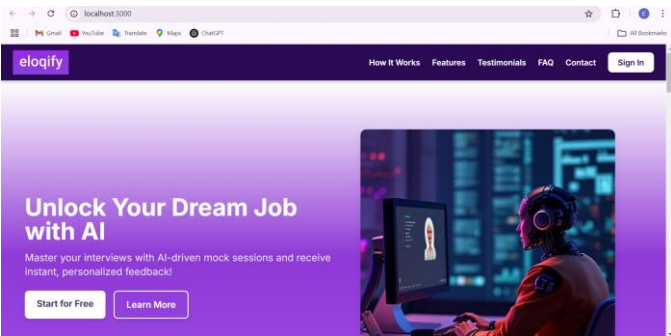 localhost:3000
Gmail YouTube Translate Maps ChatGPT All Bookmarks
eloqify How It Works Features Testimonials FAQ Contact Sign In
Unlock Your Dream Job
with AI
Master your interviews with AI-driven mock sessions and receive
instant, personalized feedback!
Start for Free Learn More